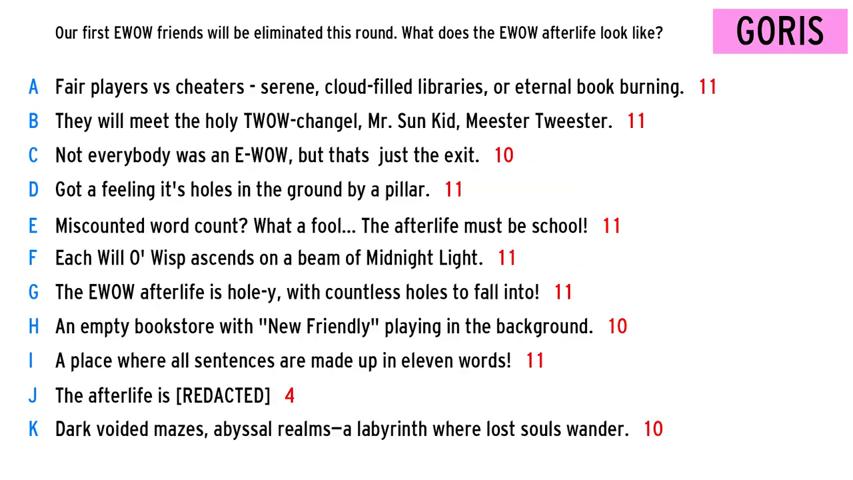 Our first EWOW friends will be eliminated this round. What does the EWOW afterlife look like?
GORIS
A Fair players vs cheaters - serene, cloud-filled libraries, or eternal book burning. 11
B They will meet the holy TWOW-changel, Mr. Sun Kid, Meester Tweester. 11
C Not everybody was an E-WOW, but thats  just the exit. 10
D Got a feeling it's holes in the ground by a pillar. 11
E Miscounted word count? What a fool... The afterlife must be school! 11
F Each Will O' Wisp ascends on a beam of Midnight Light. 11
G The EWOW afterlife is hole-y, with countless holes to fall into! 11
H An empty bookstore with "New Friendly" playing in the background. 10
I A place where all sentences are made up in eleven words! 11
J The afterlife is [REDACTED] 4
K Dark voided mazes, abyssal realms—a labyrinth where lost souls wander. 10